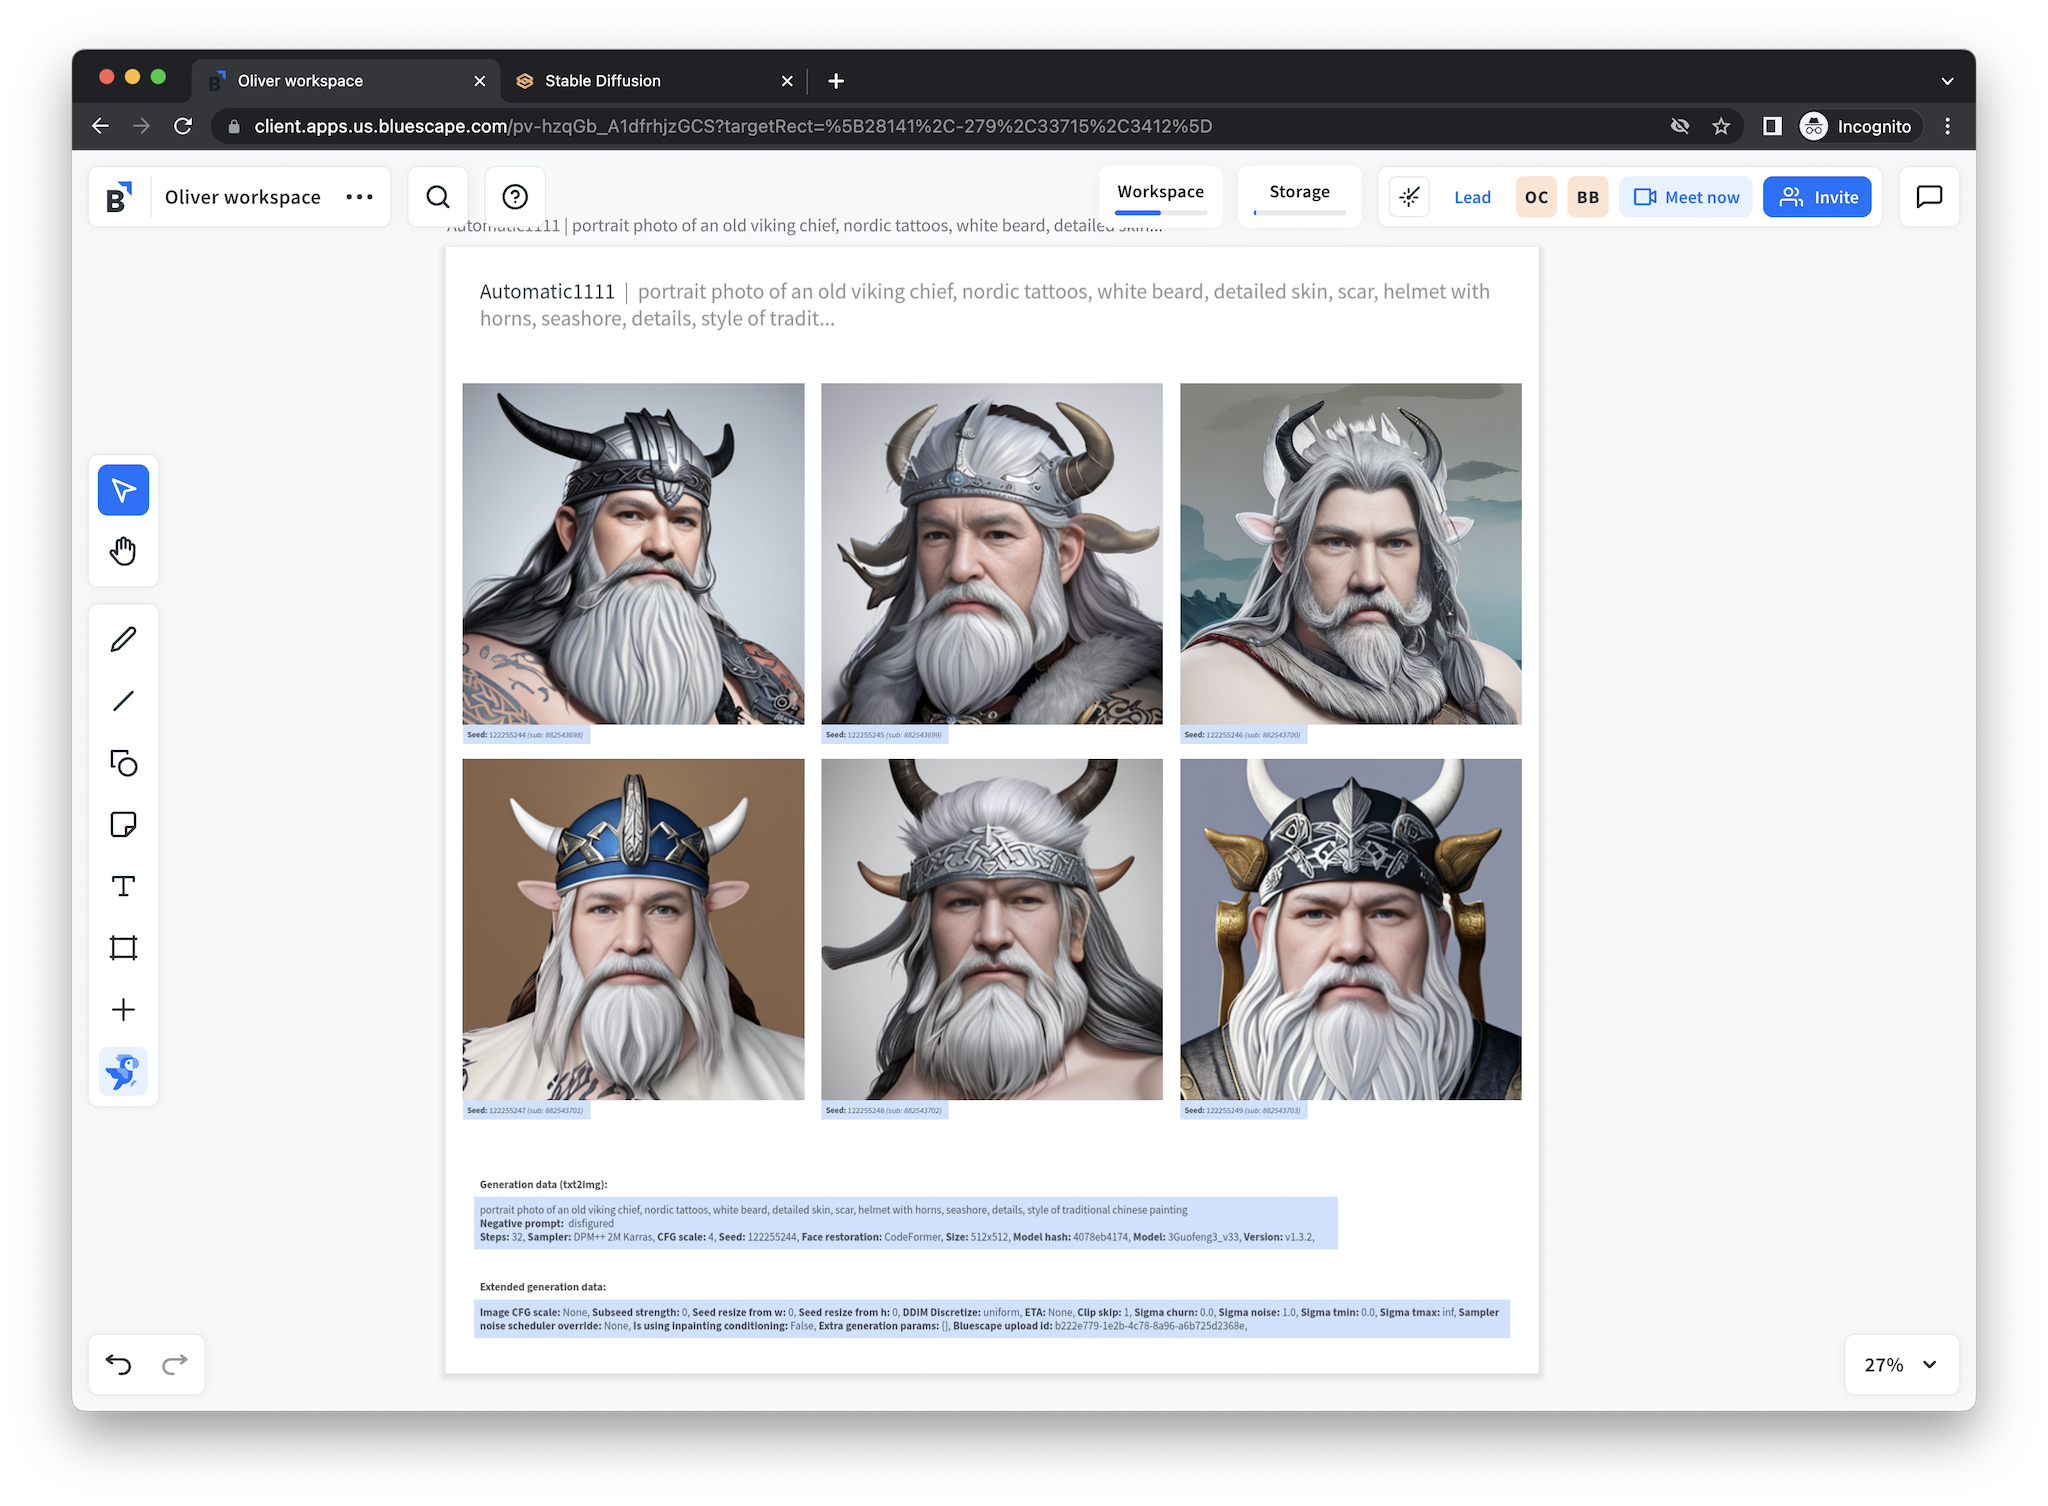 Oliver workspace
Stable Diffusion
client.apps.us.bluescape.com/pv-hzqGb_A1dfrhjzGCS?targetRect=%5B28141%2C-279%2C33715%2C3412%5D
Incognito
B
Oliver workspace
Workspace
Storage
Lead
OC
BB
Meet now
Invite
Automatic1111 | portrait photo of an old viking chief, nordic tattoos, white beard, detailed skin...
Automatic1111 | portrait photo of an old viking chief, nordic tattoos, white beard, detailed skin, scar, helmet with
horns, seashore, details, style of tradit...
Seed: 122255244 (sub: 882543698)
Seed: 122255245 (sub: 882543699)
Seed: 122255246 (sub: 882543700)
Seed: 122255247 (sub: 882543701)
Seed: 122255248 (sub: 882543702)
Seed: 122255249 (sub: 882543703)
Generation data (txt2img):
portrait photo of an old viking chief, nordic tattoos, white beard, detailed skin, scar, helmet with horns, seashore, details, style of traditional chinese painting
Negative prompt: disfigured
Steps: 32, Sampler: DPM++ 2M Karras, CFG scale: 4, Seed: 122255244, Face restoration: CodeFormer, Size: 512x512, Model hash: 4078eb4174, Model: 3Guofeng3_v33, Version: v1.3.2,
Extended generation data:
Image CFG scale: None, Subseed strength: 0, Seed resize from w: 0, Seed resize from h: 0, DDIM Discretize: uniform, ETA: None, Clip skip: 1, Sigma churn: 0.0, Sigma noise: 1.0, Sigma tmin: 0.0, Sigma tmax: inf, Sampler
noise scheduler override: None, Is using inpainting conditioning: False, Extra generation params: {}, Bluescape upload id: b222e779-1e2b-4c78-8a96-a6b725d2368e,
27%